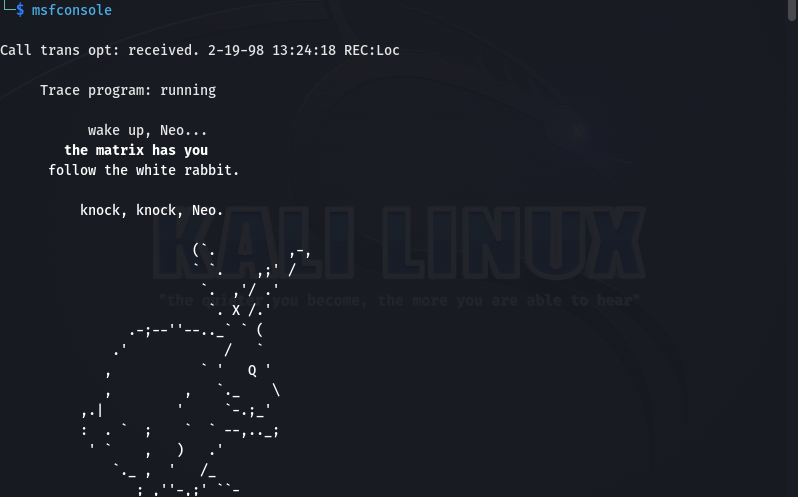 $ msfconsole
Call trans opt: received. 2-19-98 13:24:18 REC:Loc
Trace program: running
wake up, Neo...
the matrix has you
follow the white rabbit.
knock, knock, Neo.
KALI LINUX
"the quieter you become, the more you are able to hear"